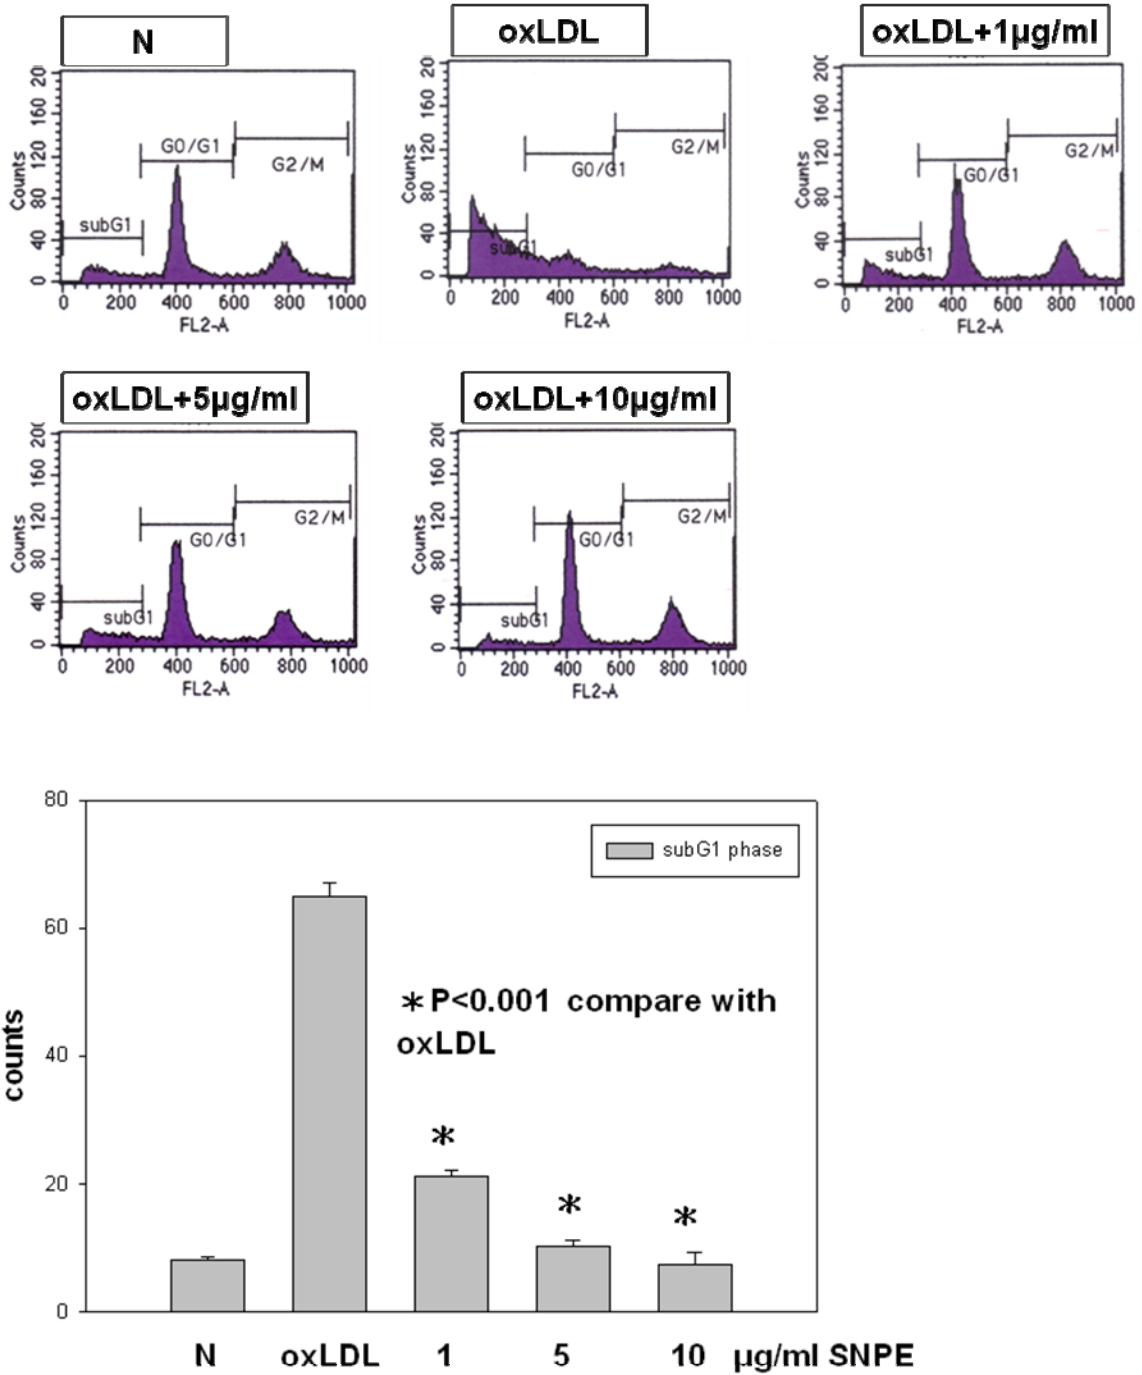 N
oxLDL
oxLDL+1µg/ml
20
160
120
80
40
0
Counts
subG1
G0/G1
G2/M
0 200 400 600 800 1000
FL2-A
20
160
120
80
40
0
Counts
subG1
G0/G1
G2/M
0 200 400 600 800 1000
FL2-A
160
120
80
40
0
Counts
subG1
G0/G1
G2/M
0 200 400 600 800 1000
FL2-A
oxLDL+5µg/ml
oxLDL+10µg/ml
160
120
80
40
0
Counts
subG1
G0/G1
G2/M
0 200 400 600 800 1000
FL2-A
160
120
80
40
0
Counts
subG1
G0/G1
G2/M
0 200 400 600 800 1000
FL2-A
80
60
40
20
0
counts
subG1 phase
* P<0.001 compare with
oxLDL
*
*
*
N oxLDL 1 5 10 µg/ml SNPE